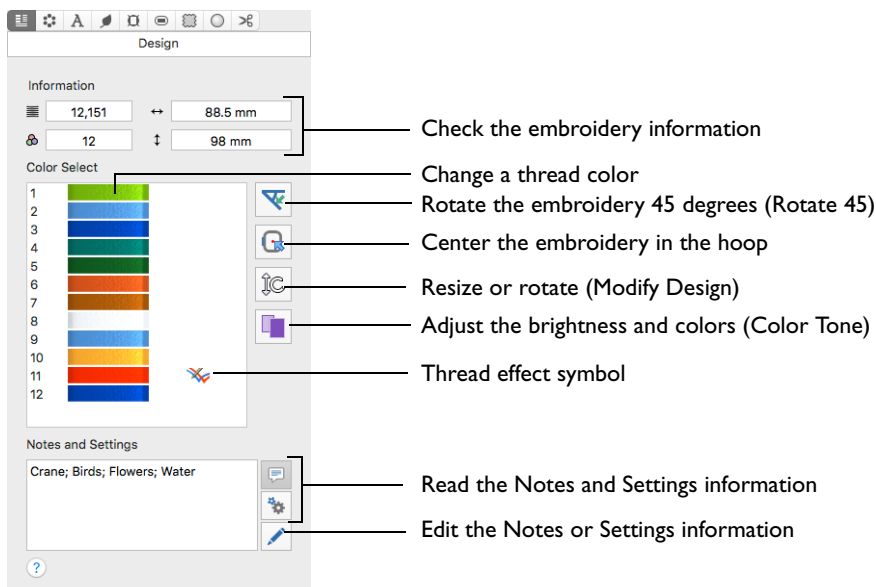 A
Design
Information
12,151
88.5 mm
12
98 mm
Check the embroidery information
Color Select
Change a thread color
1
2
3
4
5
6
7
8
9
10
11
12
Rotate the embroidery 45 degrees (Rotate 45)
Center the embroidery in the hoop
Resize or rotate (Modify Design)
Adjust the brightness and colors (Color Tone)
Thread effect symbol
Notes and Settings
Crane; Birds; Flowers; Water
Read the Notes and Settings information
Edit the Notes or Settings information
?